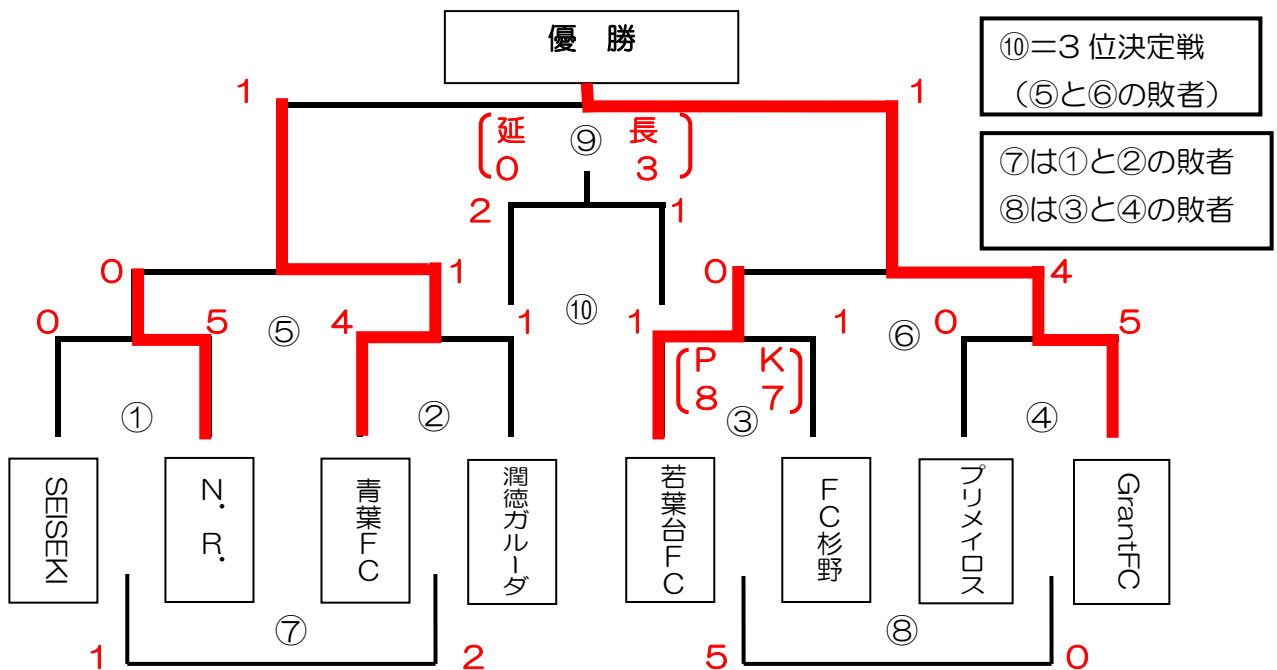 優 勝
⑩=3 位決定戦
（⑤と⑥の敗者）
⑦は①と②の敗者
⑧は③と④の敗者
1 1
延 ⑨ 長
0 3
2 1
0 1 0 4
0 5 ⑤ 4 1 ⑩ 1 1 0 5
⑥
P K
8 7
① ② ③ ④
SEISEKI
N.R.
青葉FC
潤徳ガルーダ
若葉台FC
FC杉野
プリメイロス
GrantFC
1 ⑦ 2
5 ⑧ 0